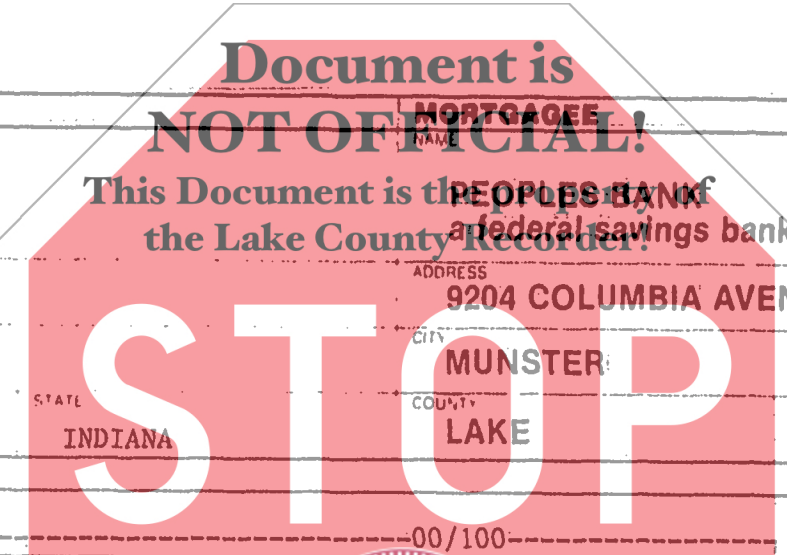 Document is
NOT OFFICIAL!
This Document is the property of
the Lake County Recorder!
MORTGAGEE
NAME
PEOPLES BANK
a federal savings bank
ADDRESS
9204 COLUMBIA AVEN
CITY
MUNSTER
STATE
INDIANA
COUNTY
LAKE
STOP
00/100